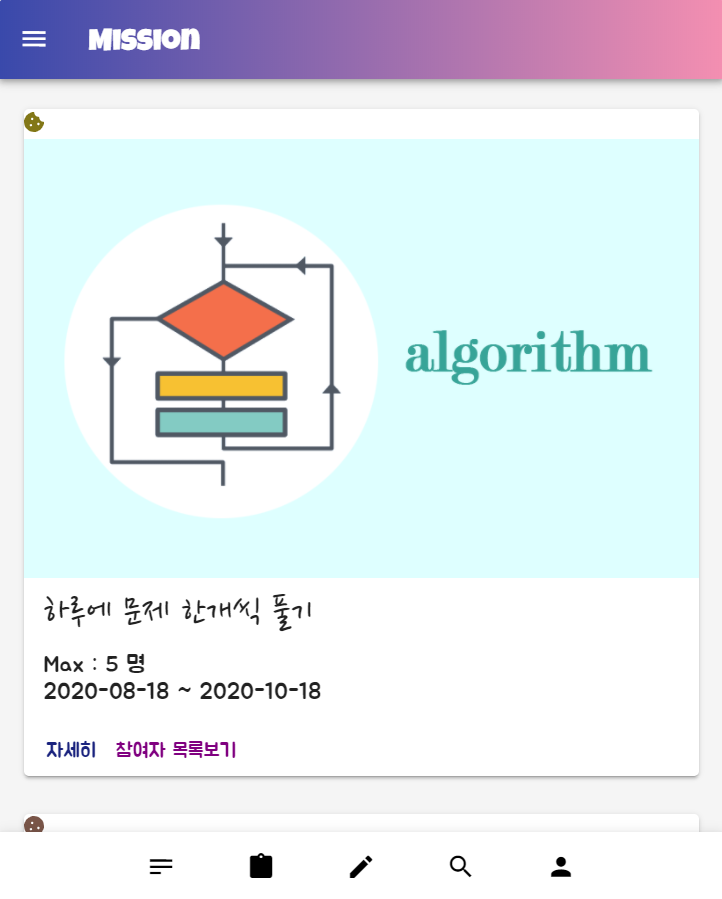 Mission
algorithm
하루에 문제 한개씩 풀기
Max : 5 명
2020-08-18 ~ 2020-10-18
자세히 참여자 목록보기